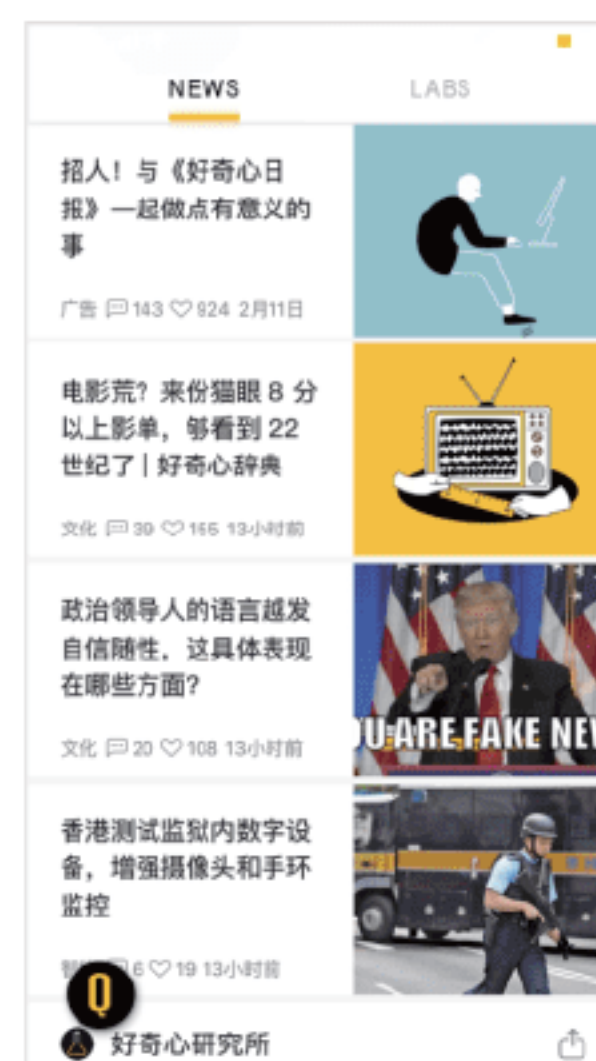 NEWS
LABS
招人！与《好奇心日
报》一起做点有意义的
事
广告 143 924 2月11日
电影荒？来份猫眼 8 分
以上影单，够看到 22
世纪了 | 好奇心辞典
文化 39 165 13小时前
政治领导人的语言越发
自信随性，这具体表现
在哪些方面？
文化 20 108 13小时前
U ARE FAKE NEW
香港测试监狱内数字设
备，增强摄像头和手环
监控
6 19 13小时前
Q
好奇心研究所